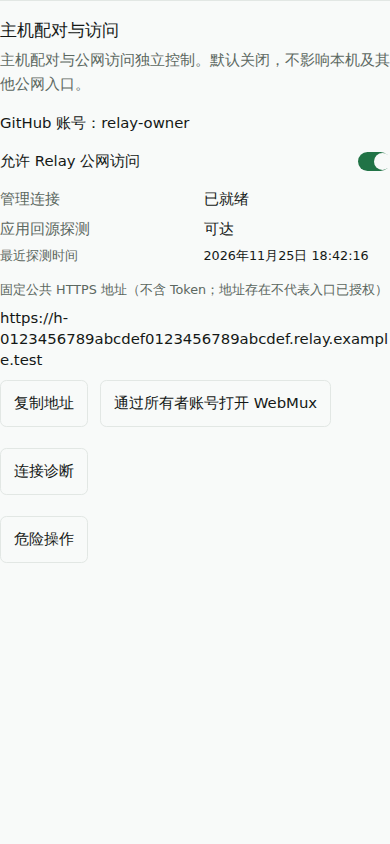 主机配对与访问
主机配对与公网访问独立控制。默认关闭，不影响本机及其
他公网入口。
GitHub 账号：relay-owner
允许 Relay 公网访问
管理连接 已就绪
应用回源探测 可达
最近探测时间 2026年11月25日 18:42:16
固定公共 HTTPS 地址（不含 Token；地址存在不代表入口已授权）
https://h-
0123456789abcdef0123456789abcdef.relay.exampl
e.test
复制地址 通过所有者账号打开 WebMux
连接诊断
危险操作